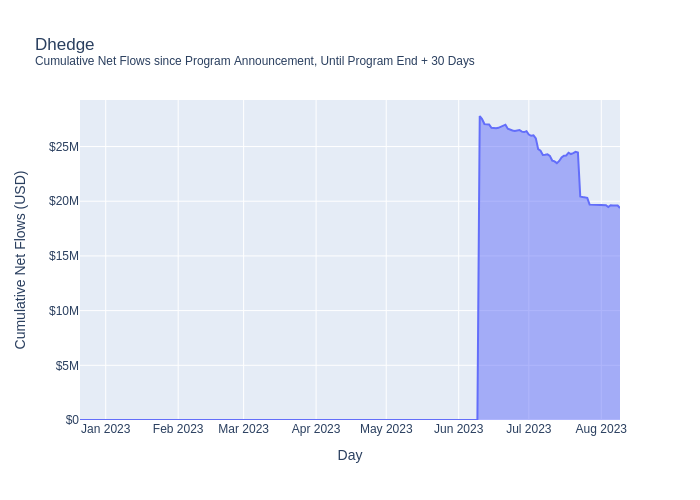 Dhedge
Cumulative Net Flows since Program Announcement, Until Program End + 30 Days
Cumulative Net Flows (USD)
$25M
$20M
$15M
$10M
$5M
$0
Jan 2023 Feb 2023 Mar 2023 Apr 2023 May 2023 Jun 2023 Jul 2023 Aug 2023
Day